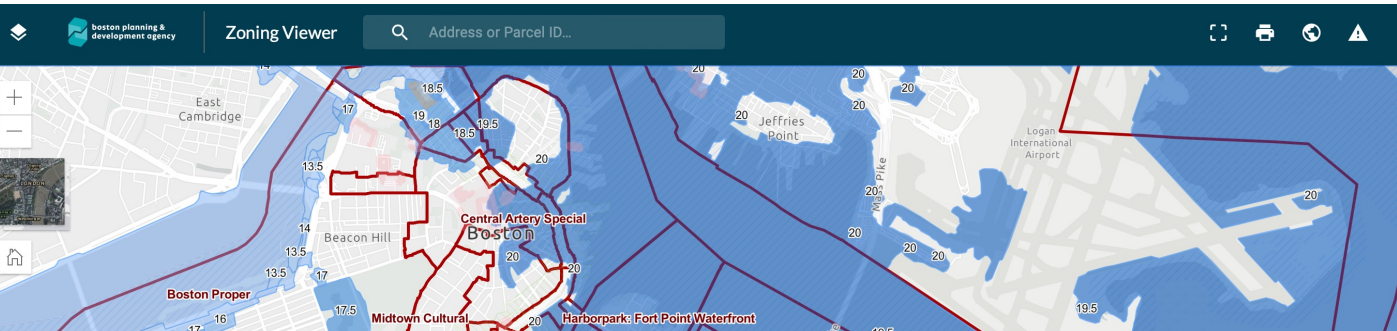 boston planning &
development agency
Zoning Viewer
Address or Parcel ID...
14
20
20
20
East
Cambridge
17
18.5
19
18
18.5
19.5
20
20
Jeffries
Point
Logan
International
Airport
13.5
20
LONDON
Mass Pike
20
20
Central Artery Special
Boston
14
Beacon Hill
13.5
20
20
20
20
13.5
17
20
Boston Proper
17.5
16
17
Midtown Cultural
20
Harborpark: Fort Point Waterfront
19.5